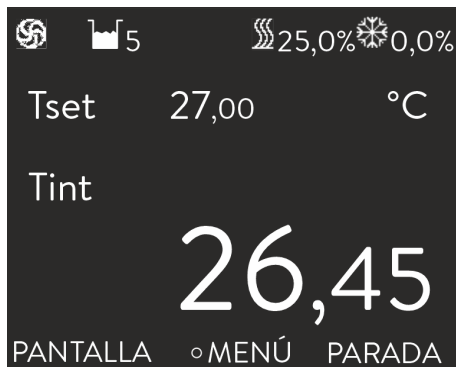 5 25,0% 0,0%
Tset 27,00 °C
Tint
26,45
PANTALLA MENÚ PARADA